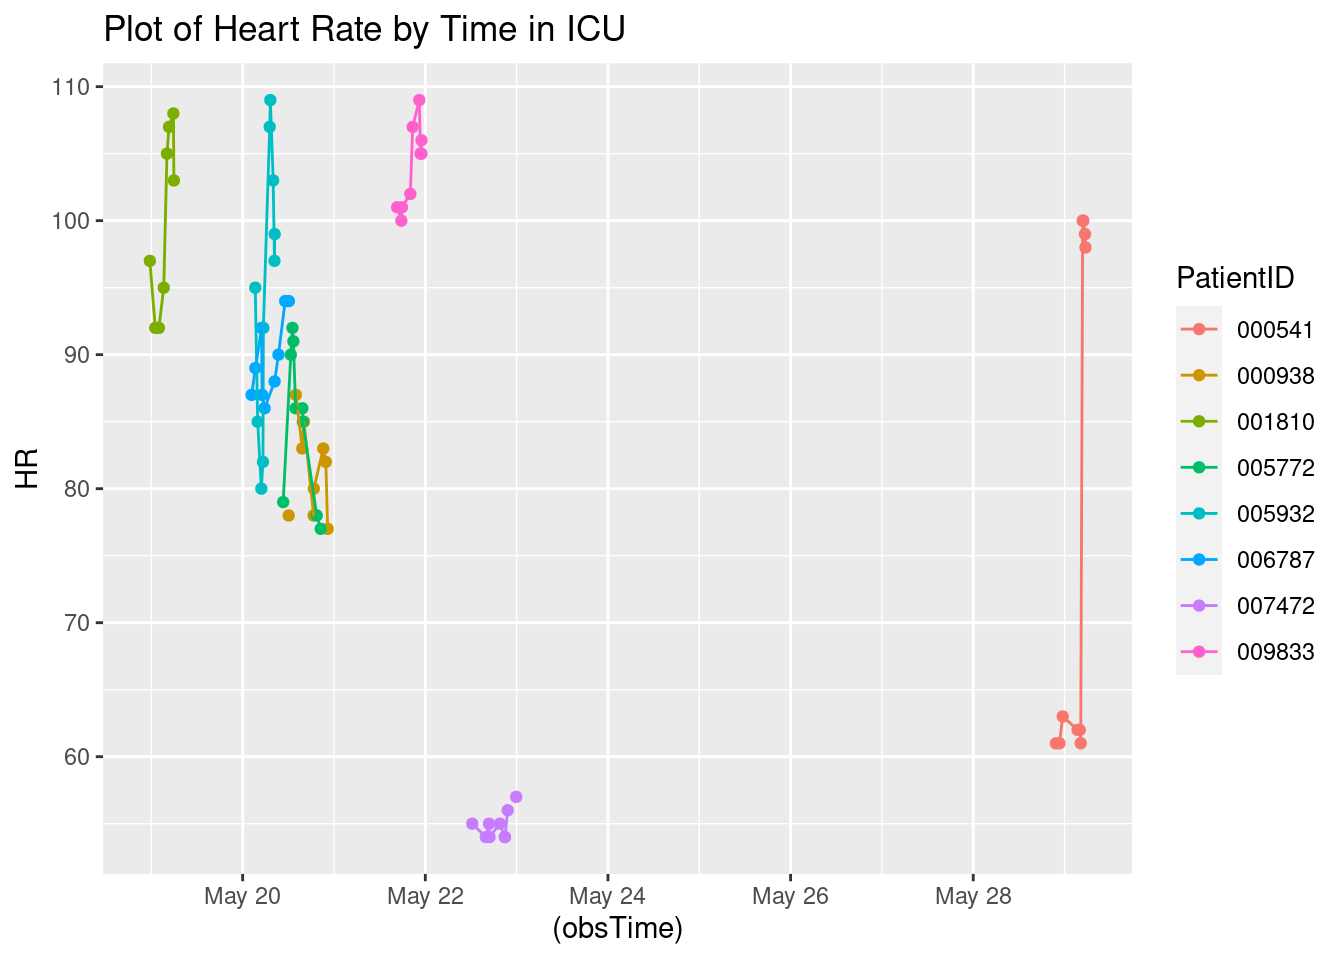 Plot of Heart Rate by Time in ICU
110
100
90
80
70
60
HR
May 20
May 22
May 24
May 26
May 28
(obsTime)
PatientID
000541
000938
001810
005772
005932
006787
007472
009833